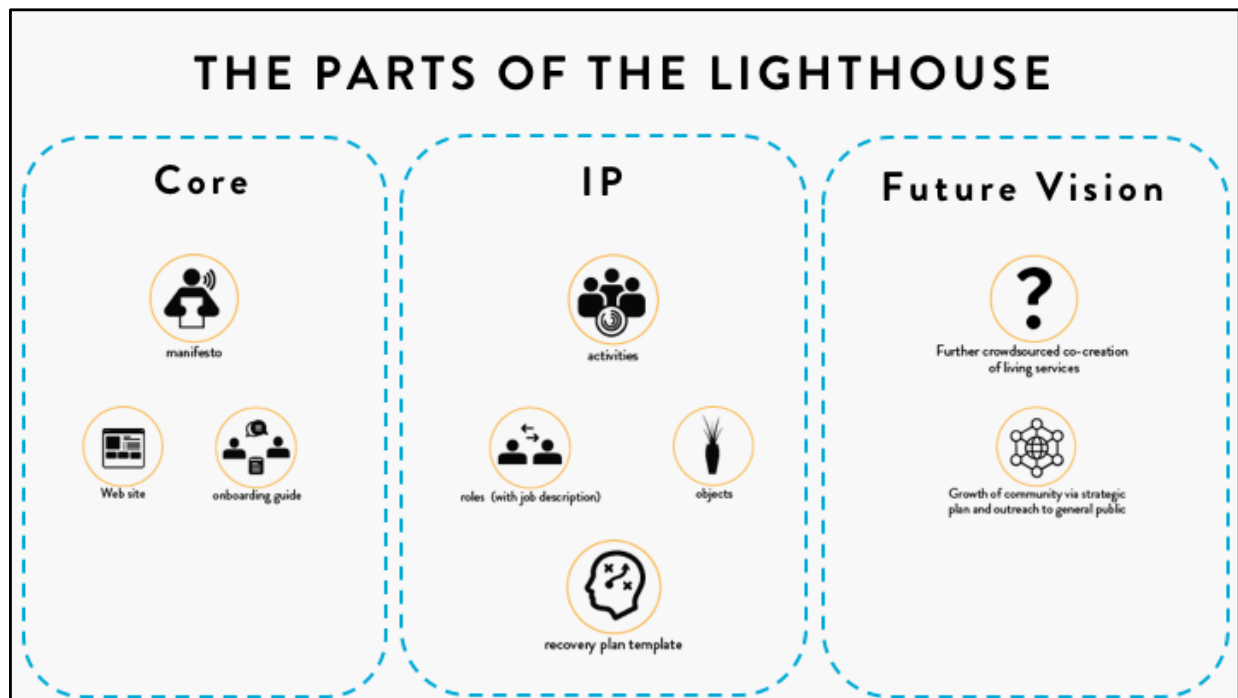 THE PARTS OF THE LIGHTHOUSE
Core
manifesto
Web site
onboarding guide
IP
activities
roles (with job description)
objects
recovery plan template
Future Vision
Further crowdsourced co-creation
of living services
Growth of community via strategic
plan and outreach to general public